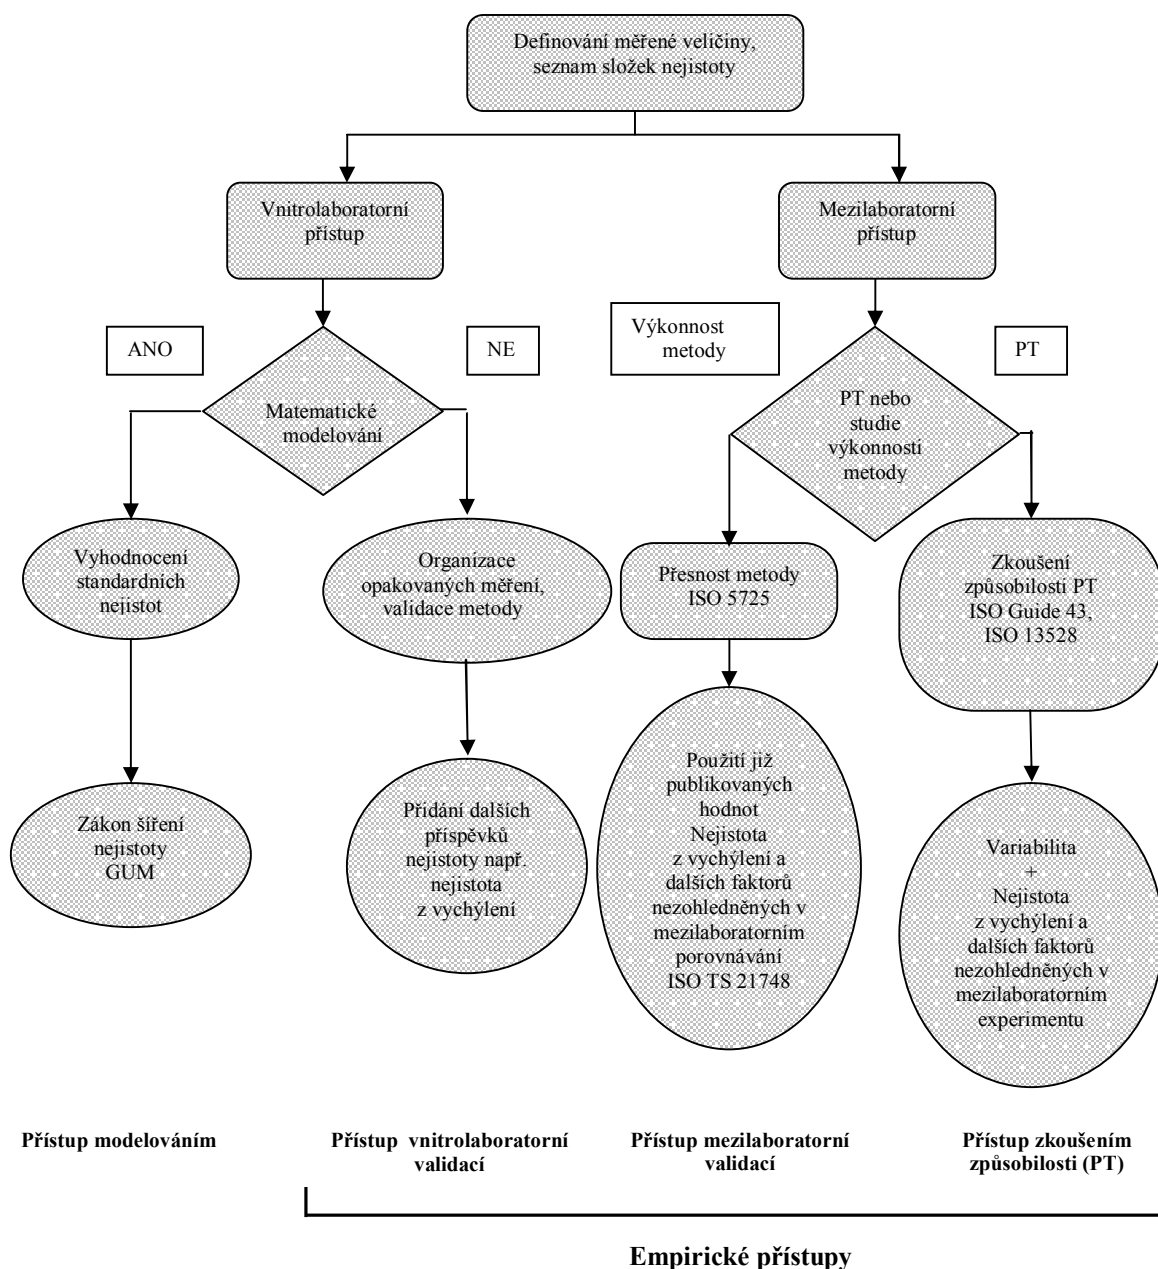 Definování měřené veličiny,
seznam složek nejistoty
Vnitrolaboratorní
přístup
Mezilaboratorní
přístup
ANO
NE
Výkonnost
metody
PT
Matematické
modelování
PT nebo
studie
výkonnosti
metody
Vyhodnocení
standardních
nejistot
Organizace
opakovaných měření,
validace metody
Přesnost metody
ISO 5725
Zkoušení
způsobilosti PT
ISO Guide 43,
ISO 13528
Zákon šíření
nejistoty
GUM
Přidání dalších
příspěvků
nejistoty např.
nejistota
z vychýlení
Použití již
publikovaných
hodnot
Nejistota
z vychýlení a
dalších faktorů
nezohledněných v
mezilaboratorním
porovnávání
ISO TS 21748
Variabilita
+
Nejistota
z vychýlení a
dalších faktorů
nezohledněných v
mezilaboratorním
experimentu
Přístup modelováním
Přístup vnitrolaboratorní
validací
Přístup mezilaboratorní
validací
Přístup zkoušením
způsobilosti (PT)
Empirické přístupy